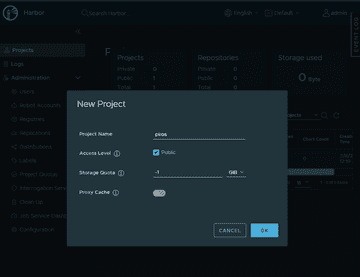 Harbor
Search Harbor
English
Default
admin
EVENT LOG
Projects
Logs
Administration
Users
Robot Accounts
Registries
Replications
Distributions
Labels
Project Quotas
Interrogation Services
Clean Up
Job Service Dashboard
Configuration
Projects
Private 0
Public 1
Total 1
Repositories
Private 0
Public 0
Total
Storage used
0 Byte
New Project
Project Name
Access Level
Public
Storage Quota
-1
GiB
Proxy Cache
CANCEL
OK